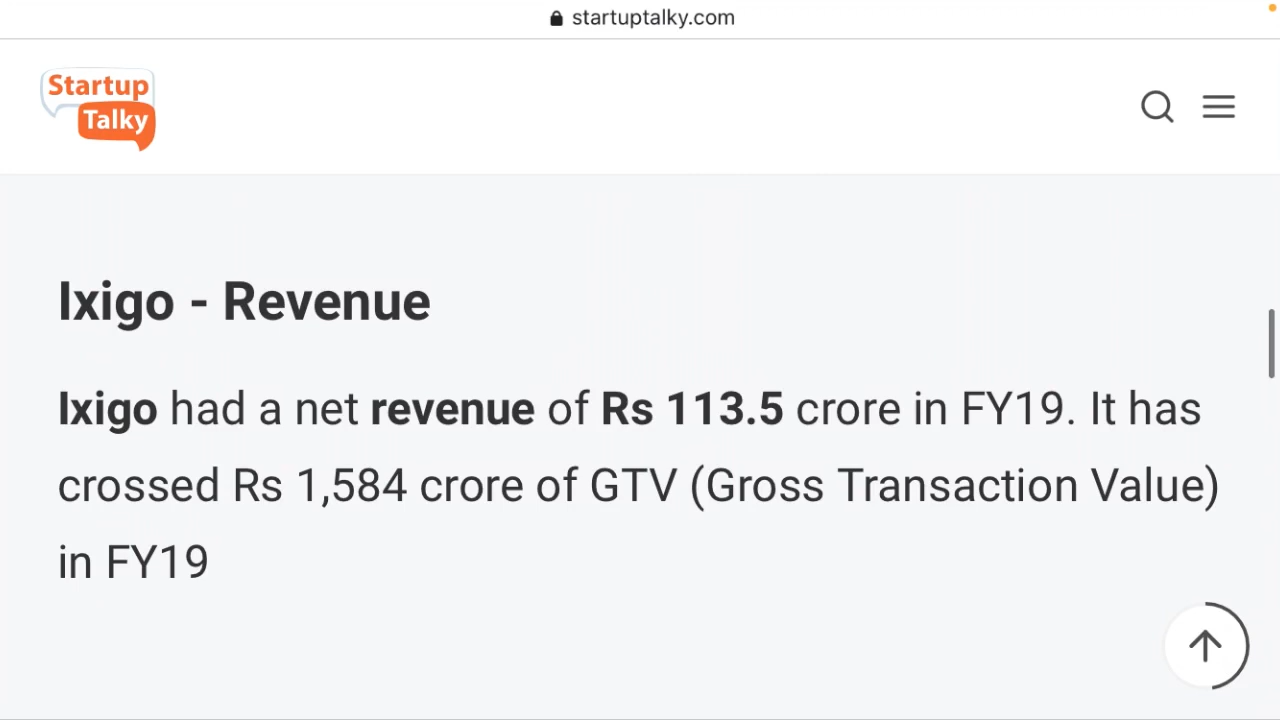 startuptalky.com
Startup
Talky
Ixigo - Revenue
Ixigo had a net revenue of Rs 113.5 crore in FY19. It has
crossed Rs 1,584 crore of GTV (Gross Transaction Value)
in FY19